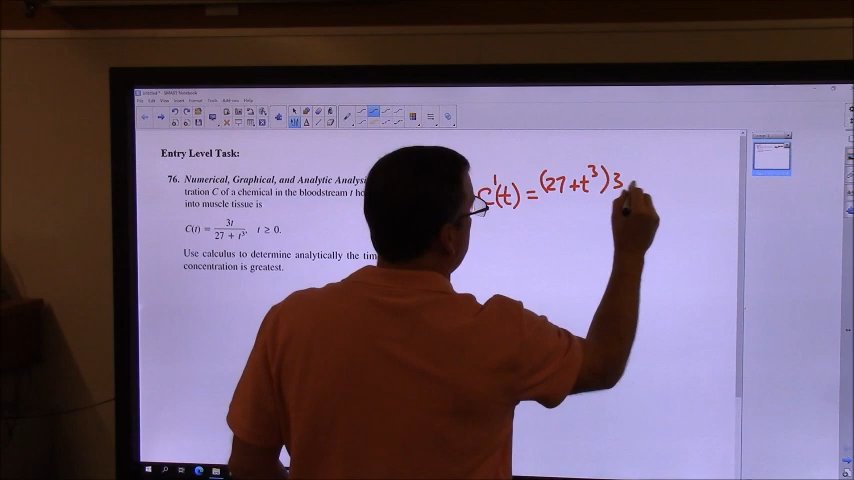 Entry Level Task:
76. Numerical, Graphical, and Analytic Analysi
tration C of a chemical in the bloodstream t ho
into muscle tissue is
C(t) = 3t / 27 + t³, t ≥ 0.
Use calculus to determine analytically the tim
concentration is greatest.
C'(t) = (27 + t³) 3